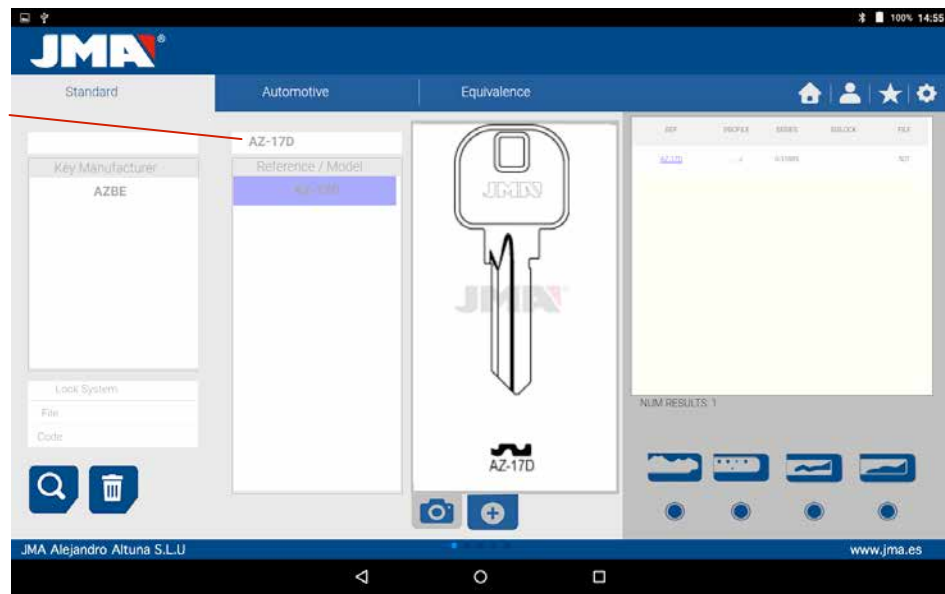 100% 14:55
JMA®
Standard Automotive Equivalence
AZ-17D
Key Manufacturer
AZBE
Reference / Model
AZ-17D
JMA
JMA
AZ-17D
REF PROFILE SERIES FILE
AZ-17D
Lock System
File
Code
NUM RESULTS: 1
JMA Alejandro Altuna S.L.U
www.jma.es